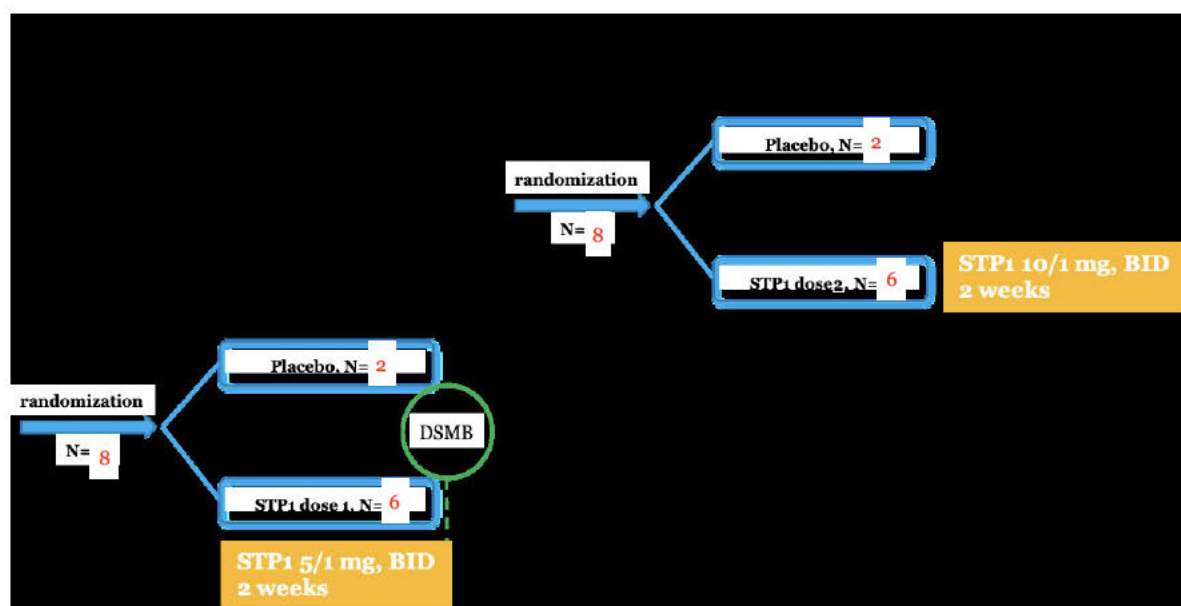 Placebo, N= 2
randomization
N= 8
STP1 dose2, N= 6
STP1 10/1 mg, BID
2 weeks
Placebo, N= 2
randomization
DSMB
N= 8
STP1 dose 1, N= 6
STP1 5/1 mg, BID
2 weeks